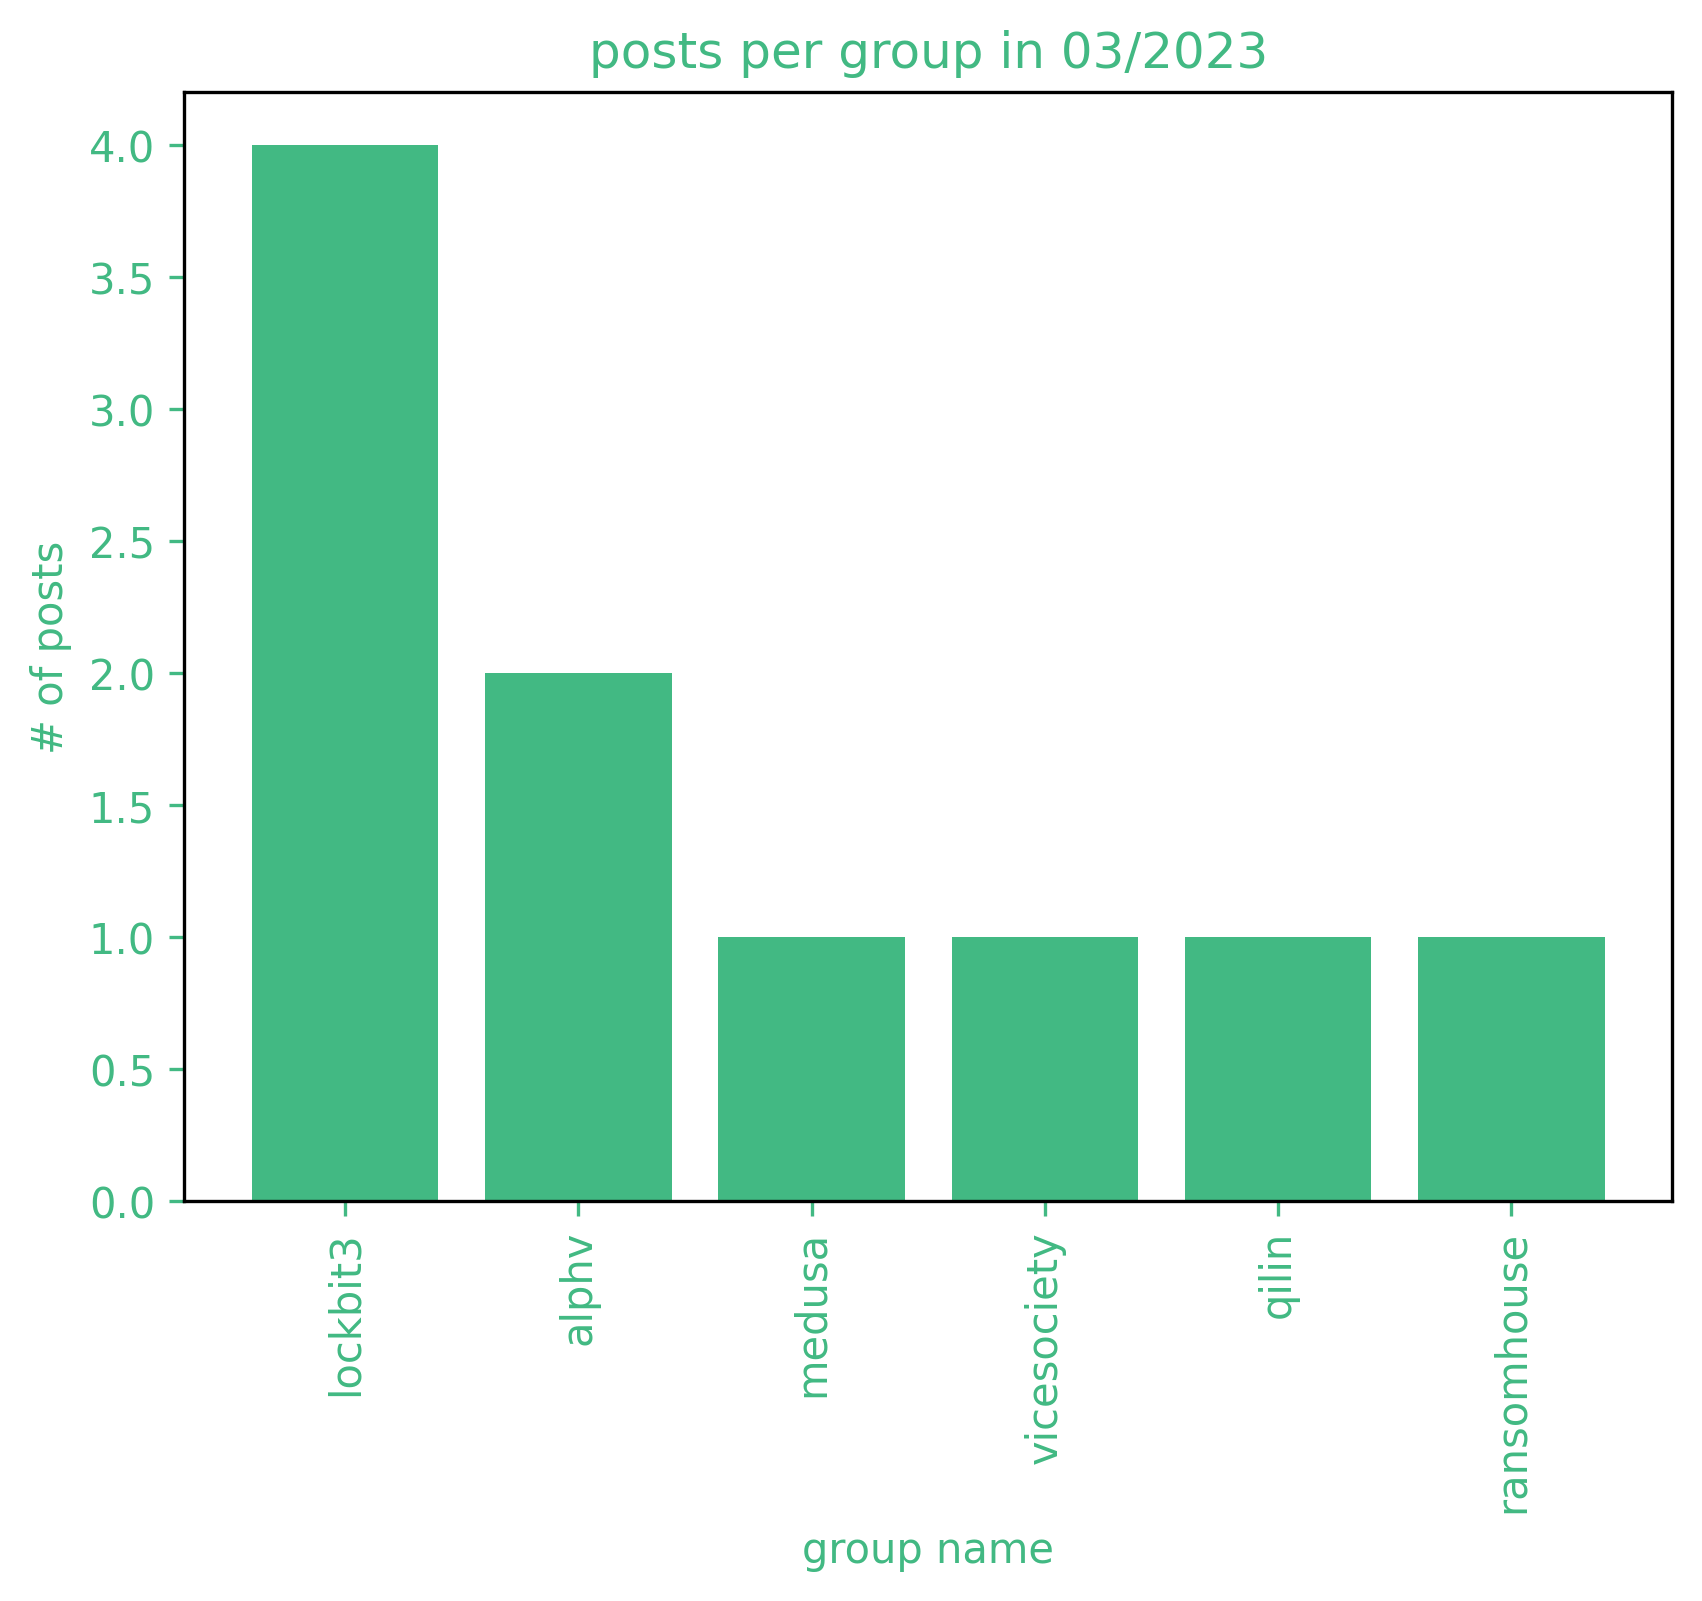 posts per group in 03/2023
# of posts
4.0
3.5
3.0
2.5
2.0
1.5
1.0
0.5
0.0
lockbit3
alphv
medusa
vicesociety
qilin
ransomhouse
group name